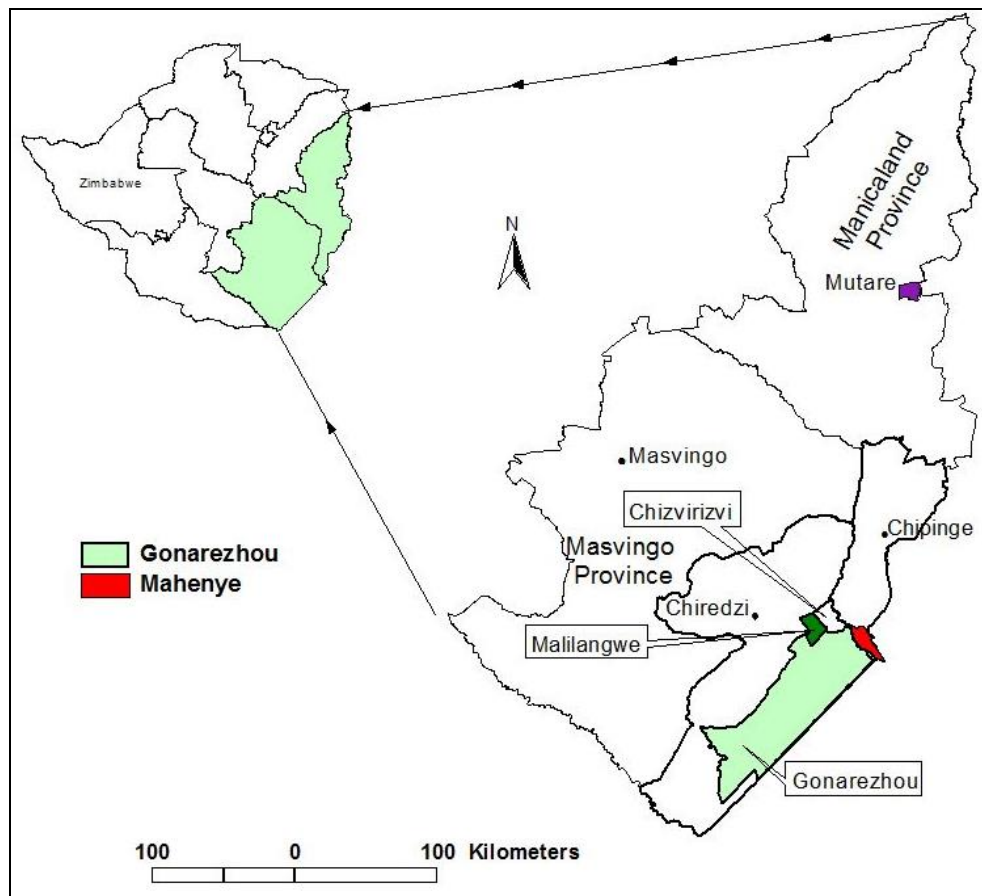 Zimbabwe
N
Manicaland
Province
Mutare
Masvingo
Chizvirizvi
Chipinge
Masvingo
Province
Chiredzi
Malilangwe
Gonarezhou
Gonarezhou
Mahenye
100 0 100 Kilometers